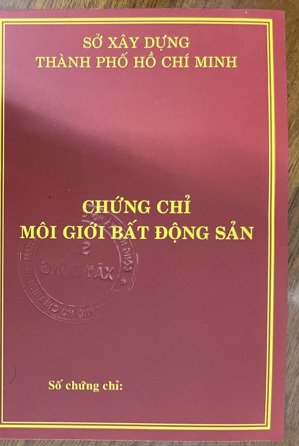 SỞ XÂY DỰNG
THÀNH PHỐ HỒ CHÍ MINH
CHỨNG CHỈ
MÔI GIỚI BẤT ĐỘNG SẢN
Số chứng chỉ: